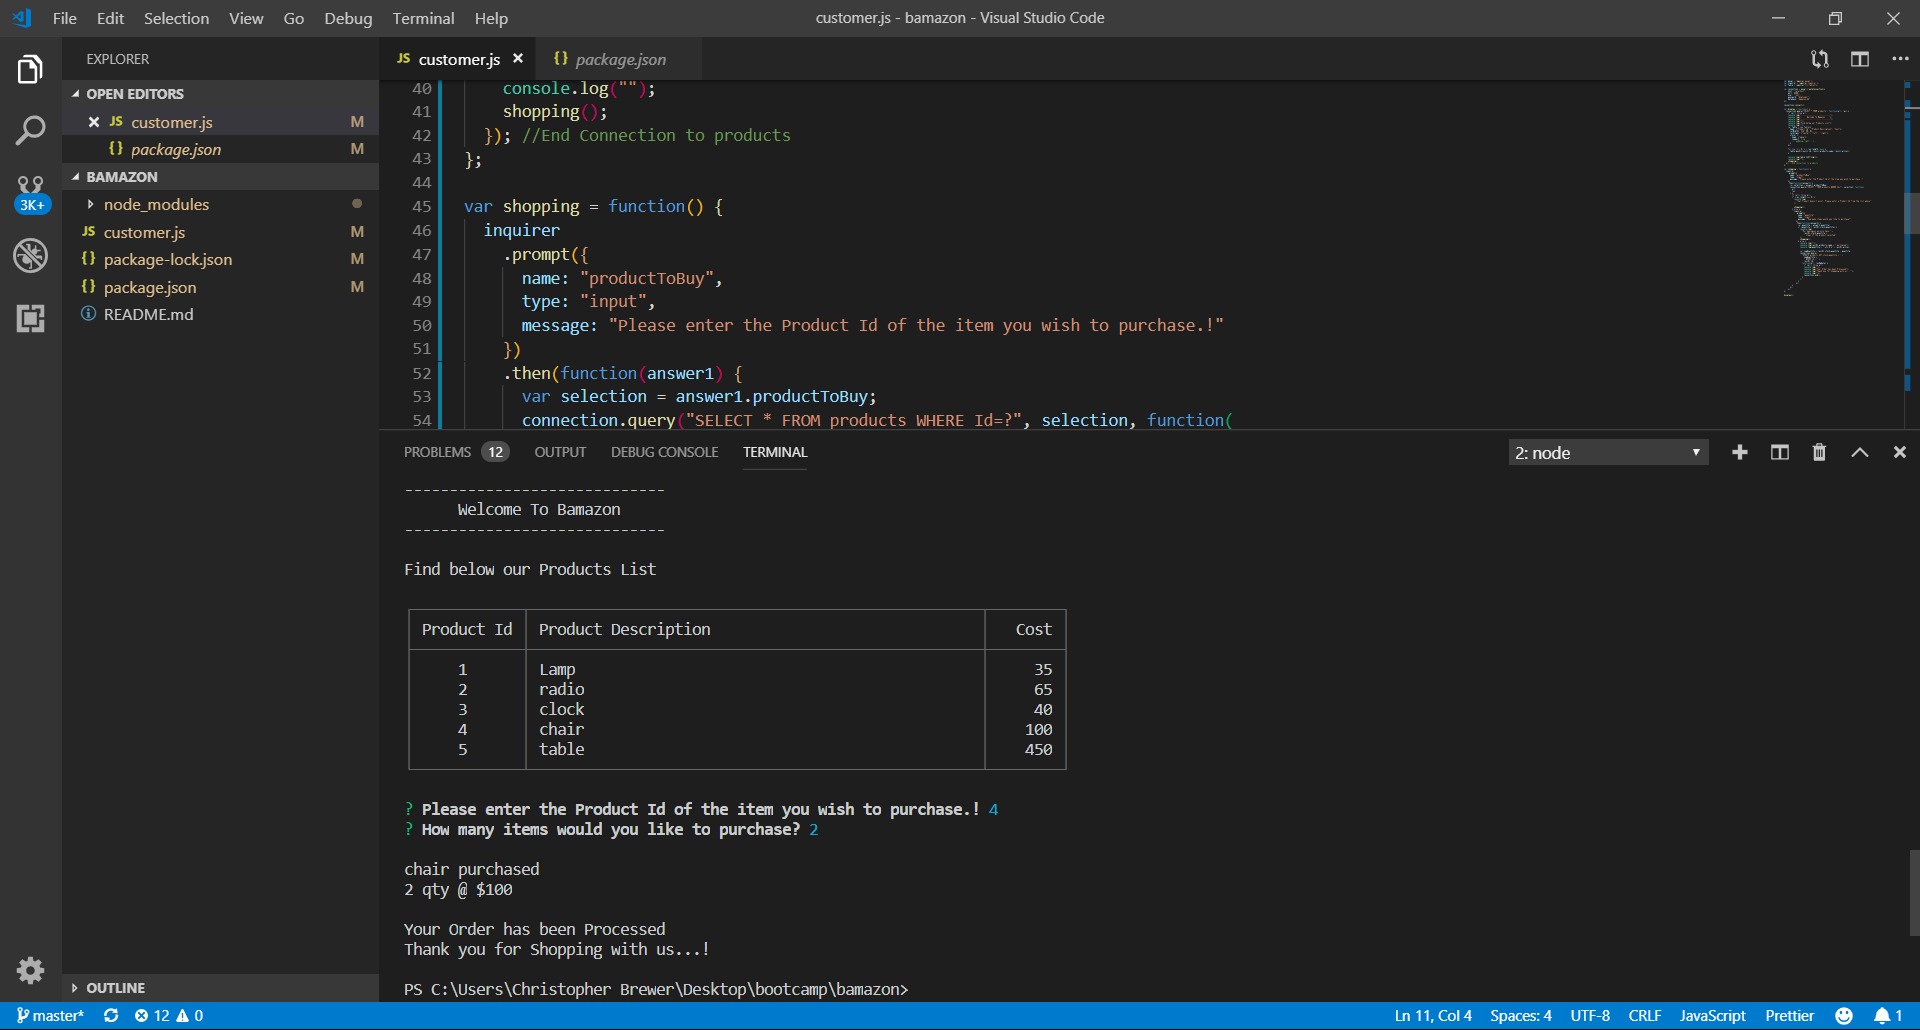 File Edit Selection View Go Debug Terminal Help
customer.js - bamazon - Visual Studio Code
EXPLORER
OPEN EDITORS
JS customer.js M
{} package.json M
BAMAZON
node_modules
JS customer.js M
{} package-lock.json M
{} package.json M
README.md
3K+
OUTLINE
JS customer.js {} package.json
40 console.log("");
41 shopping();
42 }); //End Connection to products
43 };
44
45 var shopping = function() {
46 inquirer
47 .prompt({
48 name: "productToBuy",
49 type: "input",
50 message: "Please enter the Product Id of the item you wish to purchase.!"
51 })
52 .then(function(answer1) {
53 var selection = answer1.productToBuy;
54 connection.query("SELECT * FROM products WHERE Id=?", selection, function(
PROBLEMS 12 OUTPUT DEBUG CONSOLE TERMINAL 2: node
-----------------------------
Welcome To Bamazon
-----------------------------
Find below our Products List
Product Id Product Description Cost
1 Lamp 35
2 radio 65
3 clock 40
4 chair 100
5 table 450
? Please enter the Product Id of the item you wish to purchase.! 4
? How many items would you like to purchase? 2
chair purchased
2 qty @ $100
Your Order has been Processed
Thank you for Shopping with us...!
PS C:\Users\Christopher Brewer\Desktop\bootcamp\bamazon>
master* 12 0 Ln 11, Col 4 Spaces: 4 UTF-8 CRLF JavaScript Prettier 1